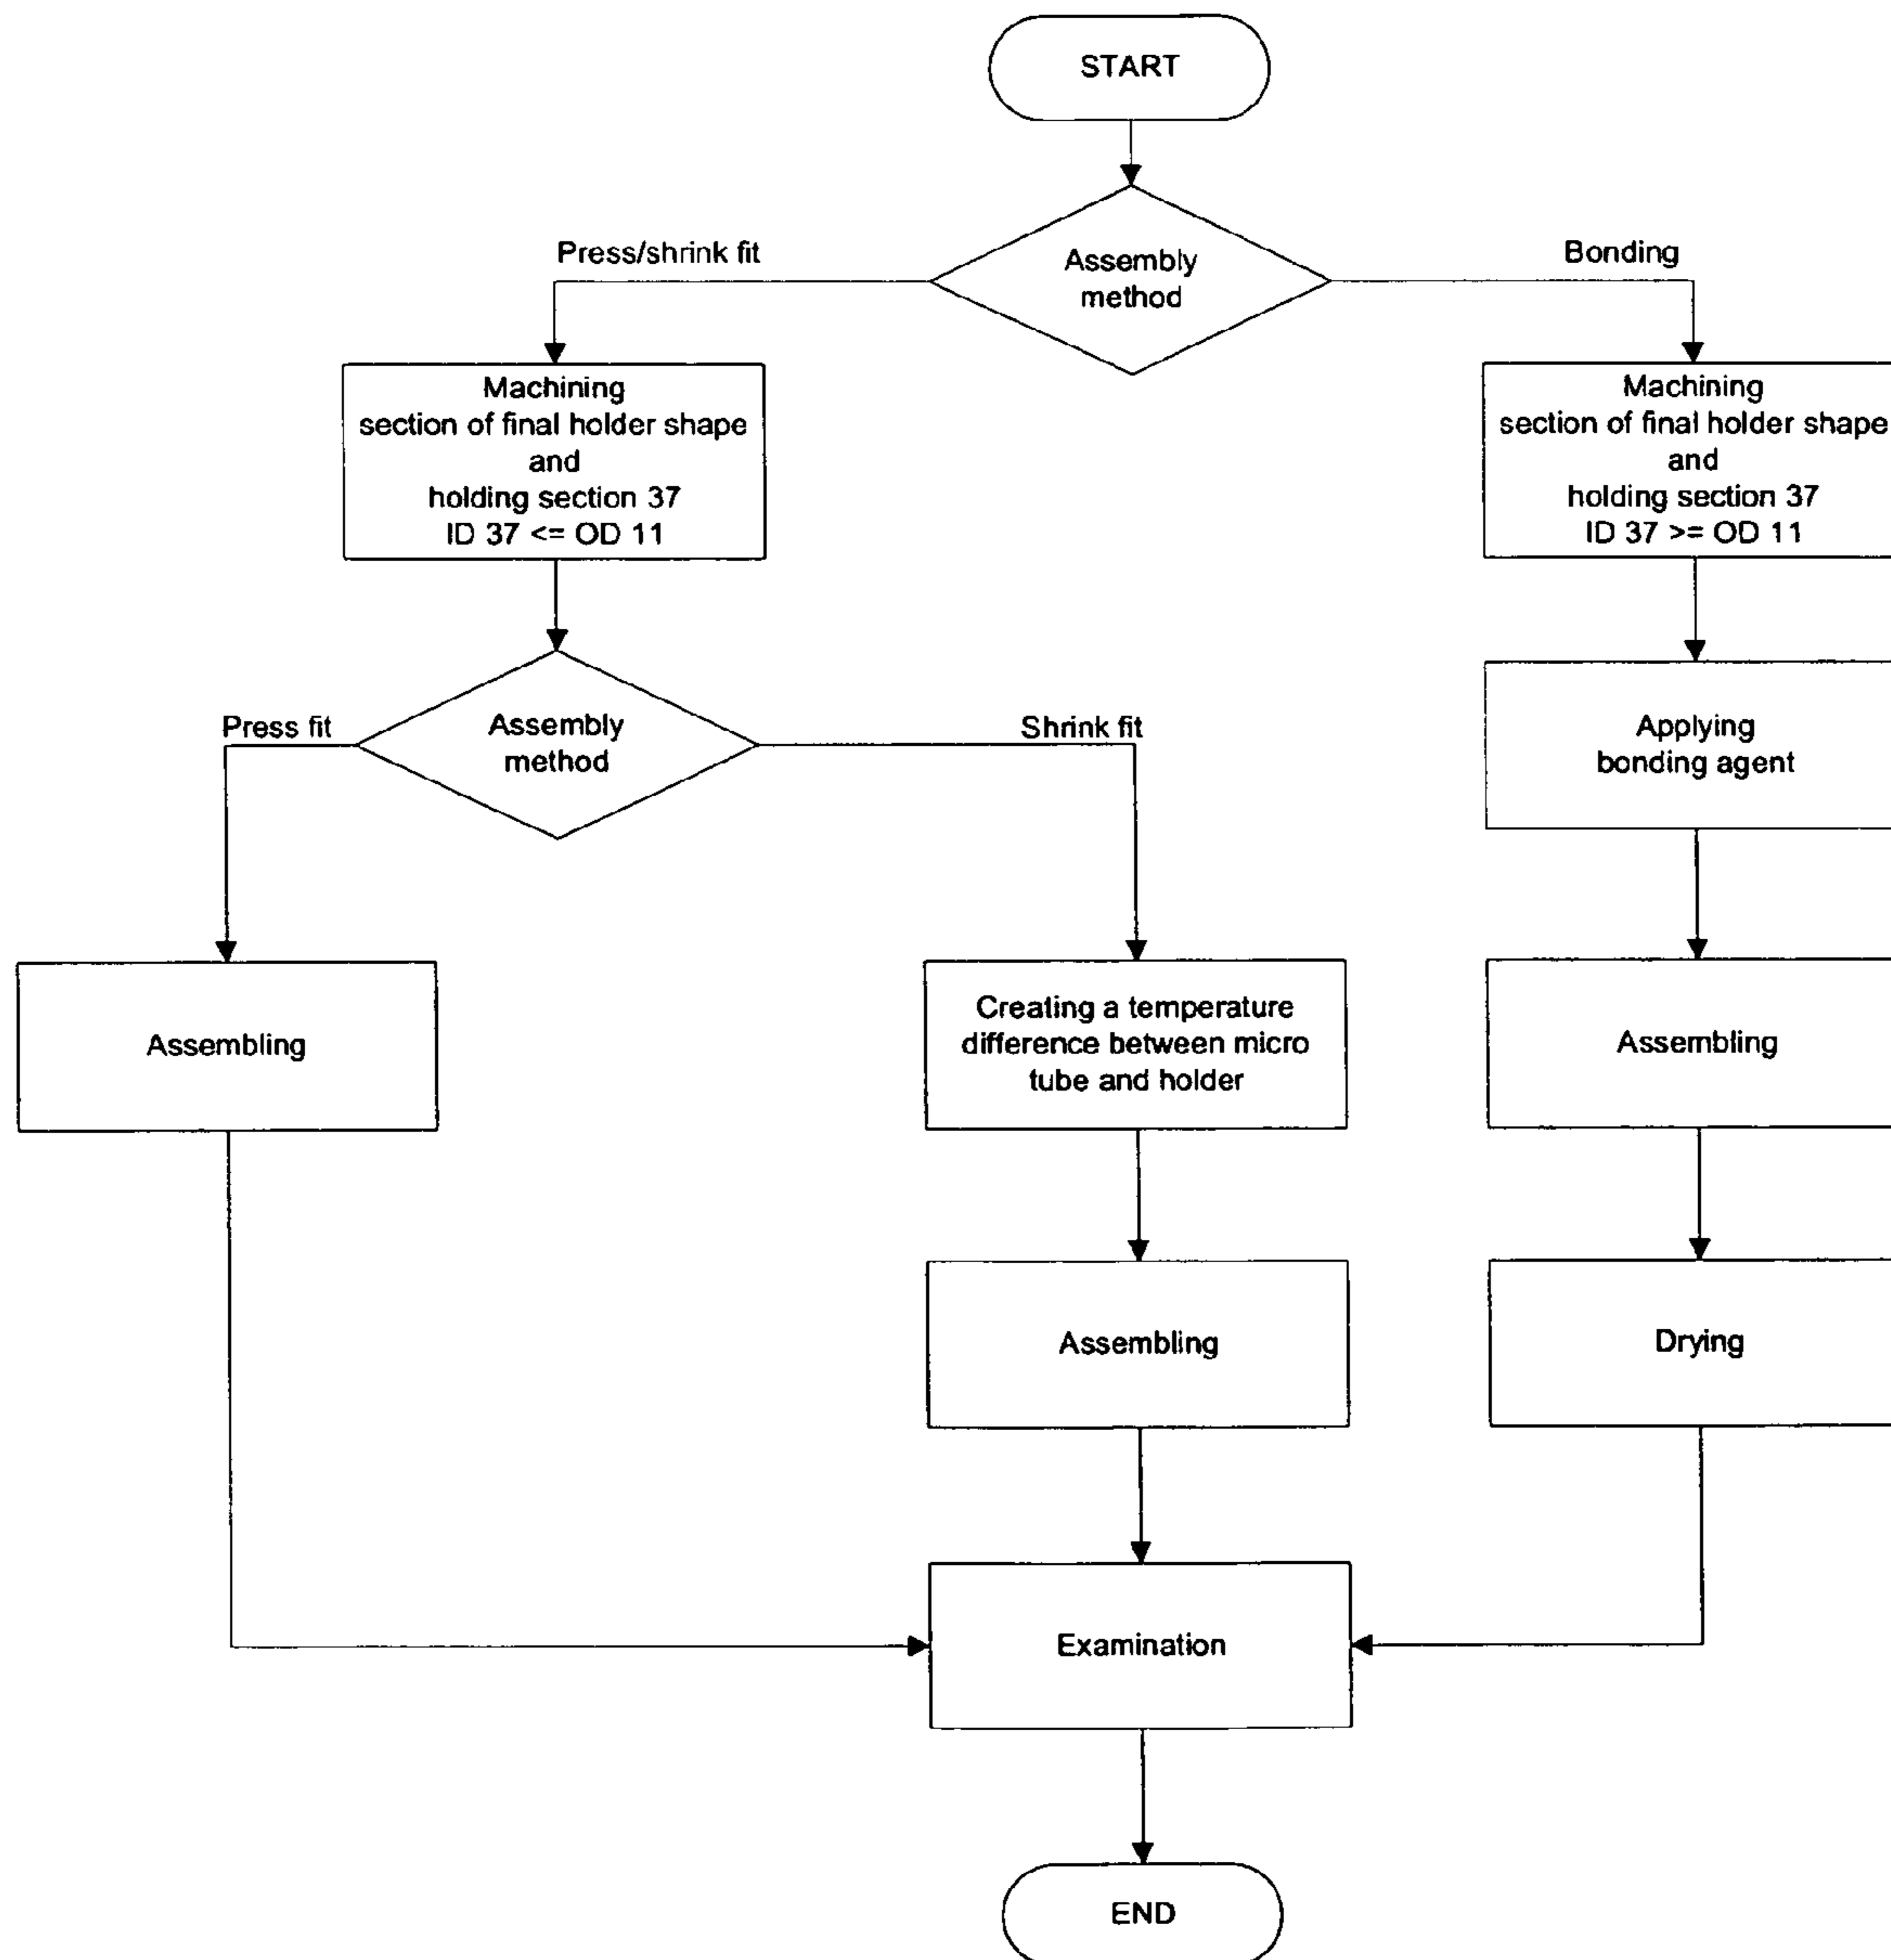 START
Assembly
method
Press/shrink fit
Bonding
Machining
section of final holder shape
and
holding section 37
ID 37 <= OD 11
Machining
section of final holder shape
and
holding section 37
ID 37 >= OD 11
Assembly
method
Press fit
Shrink fit
Applying
bonding agent
Assembling
Creating a temperature
difference between micro
tube and holder
Assembling
Assembling
Drying
Examination
END